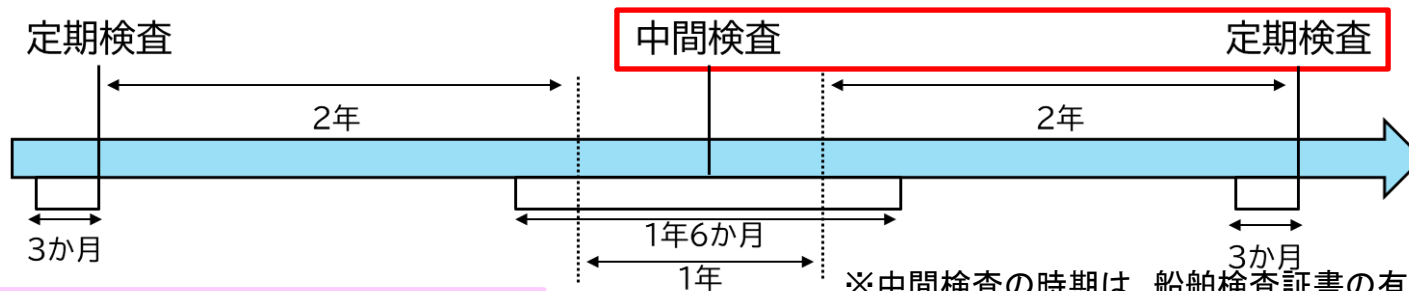 定期検査
中間検査
定期検査
2年
2年
3か月
1年6か月
1年
3か月
※中間検査の時期は、船舶検査証書の有